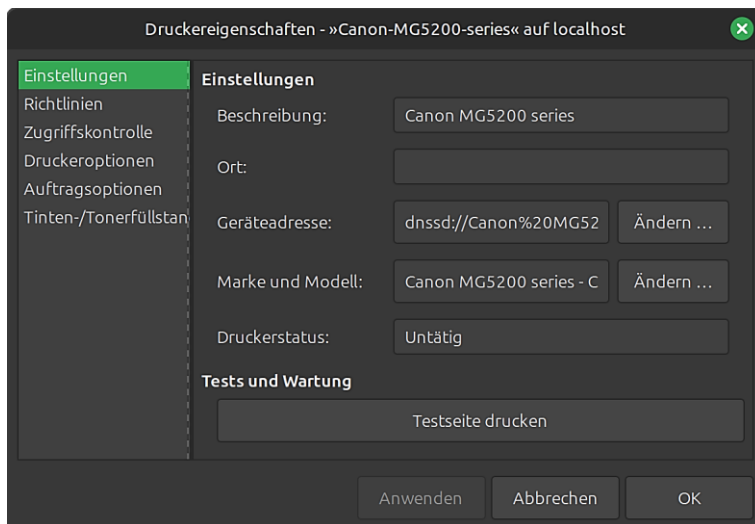 Druckereigenschaften - »Canon-MG5200-series« auf localhost
Einstellungen
Richtlinien
Zugriffskontrolle
Druckeroptionen
Auftragsoptionen
Tinten-/Tonerfüllstan
Einstellungen
Beschreibung: Canon MG5200 series
Ort:
Geräteadresse: dnssd://Canon%20MG52 Ändern ...
Marke und Modell: Canon MG5200 series - C Ändern ...
Druckerstatus: Untätig
Tests und Wartung
Testseite drucken
Anwenden Abbrechen OK